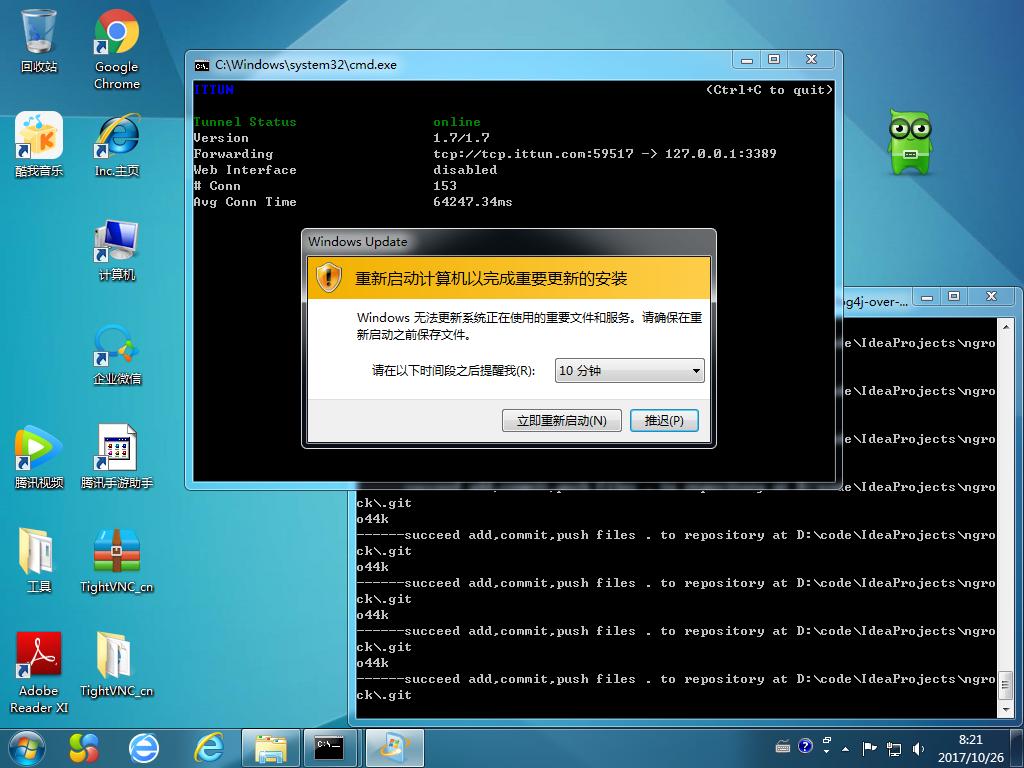 回收站
Google
Chrome
酷我音乐
Inc.主页
计算机
企业微信
腾讯视频
腾讯手游助手
工具
TightVNC_cn
Adobe
Reader XI
TightVNC_cn
C:\Windows\system32\cmd.exe
ITTUN
(Ctrl+C to quit)
Tunnel Status online
Version 1.7/1.7
Forwarding tcp://tcp.ittun.com:59517 -> 127.0.0.1:3389
Web Interface disabled
# Conn 153
Avg Conn Time 64247.34ms
Windows Update
重新启动计算机以完成重要更新的安装
Windows 无法更新系统正在使用的重要文件和服务。请确保在重
新启动之前保存文件。
请在以下时间段之后提醒我(R): 10 分钟
立即重新启动(N) 推迟(P)
og4j-over-...
e\IdeaProjects\ngro
e\IdeaProjects\ngro
e\IdeaProjects\ngro
e\IdeaProjects\ngro
ck\.git
o44k
------succeed add,commit,push files . to repository at D:\code\IdeaProjects\ngro
ck\.git
o44k
------succeed add,commit,push files . to repository at D:\code\IdeaProjects\ngro
ck\.git
o44k
------succeed add,commit,push files . to repository at D:\code\IdeaProjects\ngro
ck\.git
o44k
------succeed add,commit,push files . to repository at D:\code\IdeaProjects\ngro
ck\.git
8:21
2017/10/26